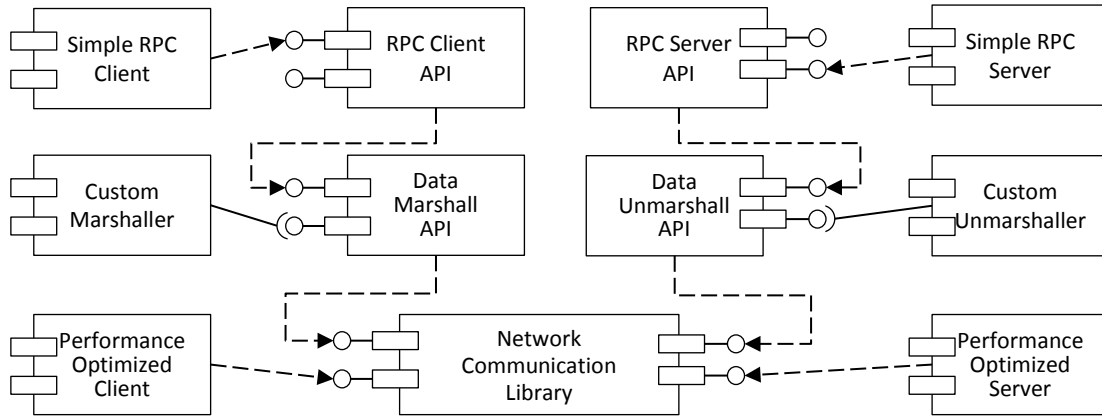 Simple RPC
Client
RPC Client
API
RPC Server
API
Simple RPC
Server
Custom
Marshaller
Data
Marshall
API
Data
Unmarshall
API
Custom
Unmarshaller
Performance
Optimized
Client
Network
Communication
Library
Performance
Optimized
Server